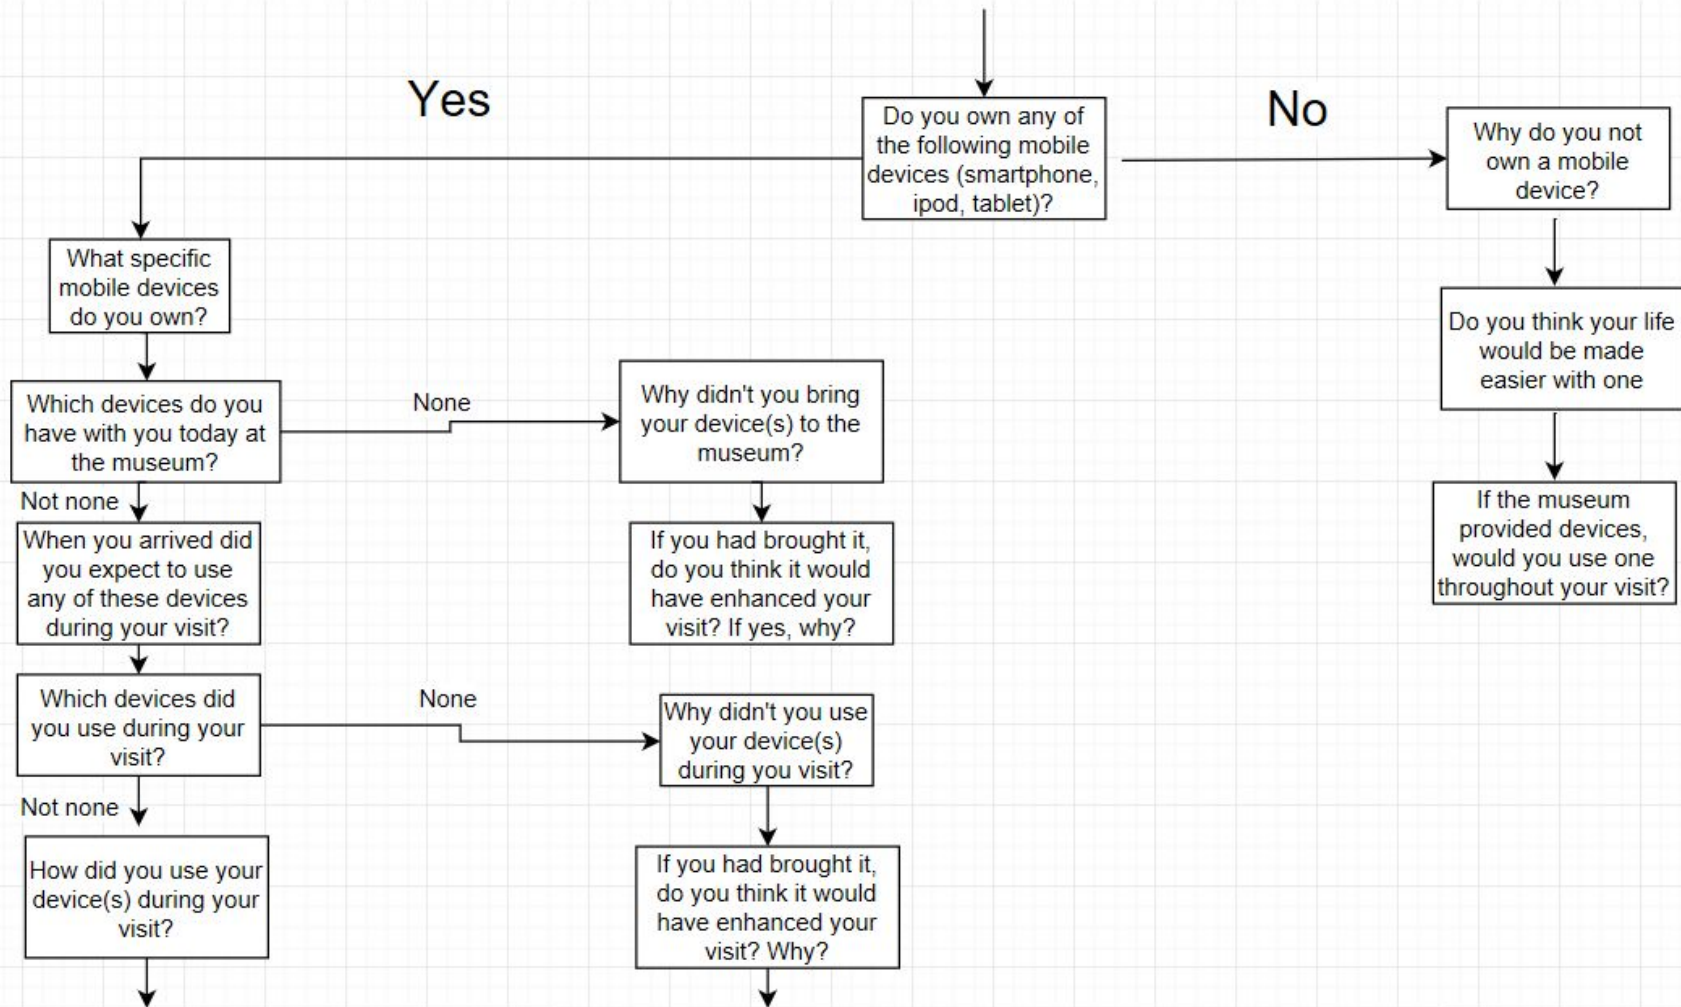 Yes
Do you own any of
the following mobile
devices (smartphone,
ipod, tablet)?
No
Why do you not
own a mobile
device?
What specific
mobile devices
do you own?
Do you think your life
would be made
easier with one
Which devices do you
have with you today at
the museum?
None
Why didn't you bring
your device(s) to the
museum?
Not none
When you arrived did
you expect to use
any of these devices
during your visit?
If you had brought it,
do you think it would
have enhanced your
visit? If yes, why?
If the museum
provided devices,
would you use one
throughout your visit?
Which devices did
you use during your
visit?
None
Why didn't you use
your device(s)
during you visit?
Not none
How did you use your
device(s) during your
visit?
If you had brought it,
do you think it would
have enhanced your
visit? Why?